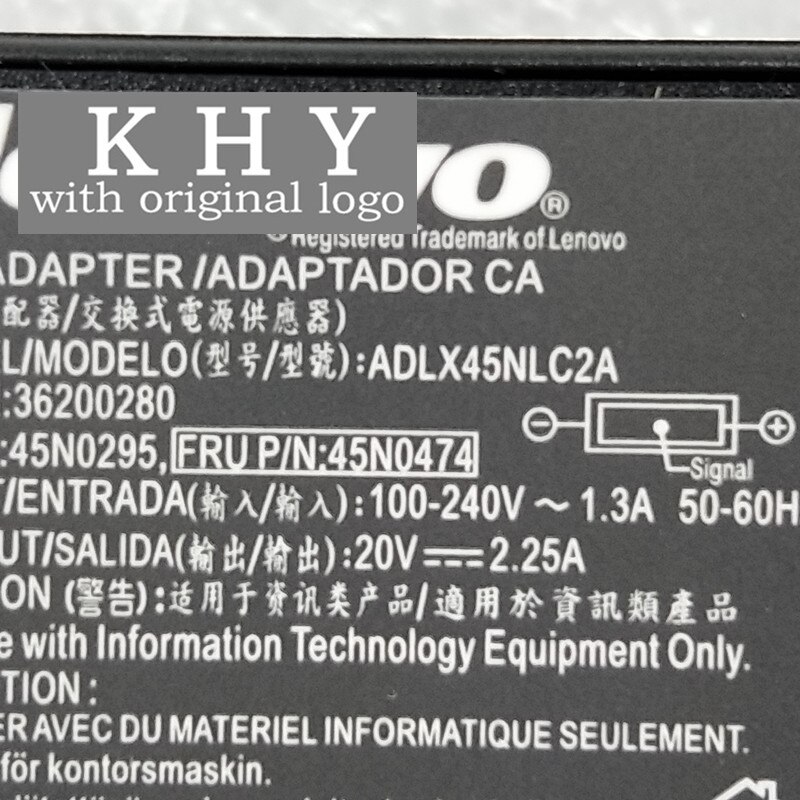 KHY
with original logo
vo®
Registered Trademark of Lenovo
ADAPTER /ADAPTADOR CA
配器/交換式電源供應器)
L/MODELO(型号/型號):ADLX45NLC2A
:36200280
:45N0295, FRU P/N:45N0474
Signal
T/ENTRADA(輸入/輸入):100-240V ~ 1.3A 50-60H
UT/SALIDA(輸出/輸出):20V⎓2.25A
ON (警告):适用于资讯类产品/適用於資訊類產品
e with Information Technology Equipment Only.
TION :
ER AVEC DU MATERIEL INFORMATIQUE SEULEMENT.
för kontorsmaskin.